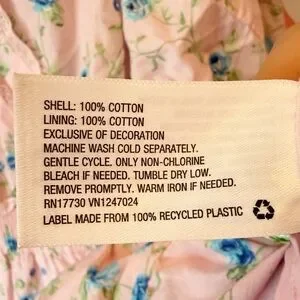 SHELL: 100% COTTON
LINING: 100% COTTON
EXCLUSIVE OF DECORATION
MACHINE WASH COLD SEPARATELY.
GENTLE CYCLE. ONLY NON-CHLORINE
BLEACH IF NEEDED. TUMBLE DRY LOW.
REMOVE PROMPTLY. WARM IRON IF NEEDED.
RN17730 VN1247024
LABEL MADE FROM 100% RECYCLED PLASTIC